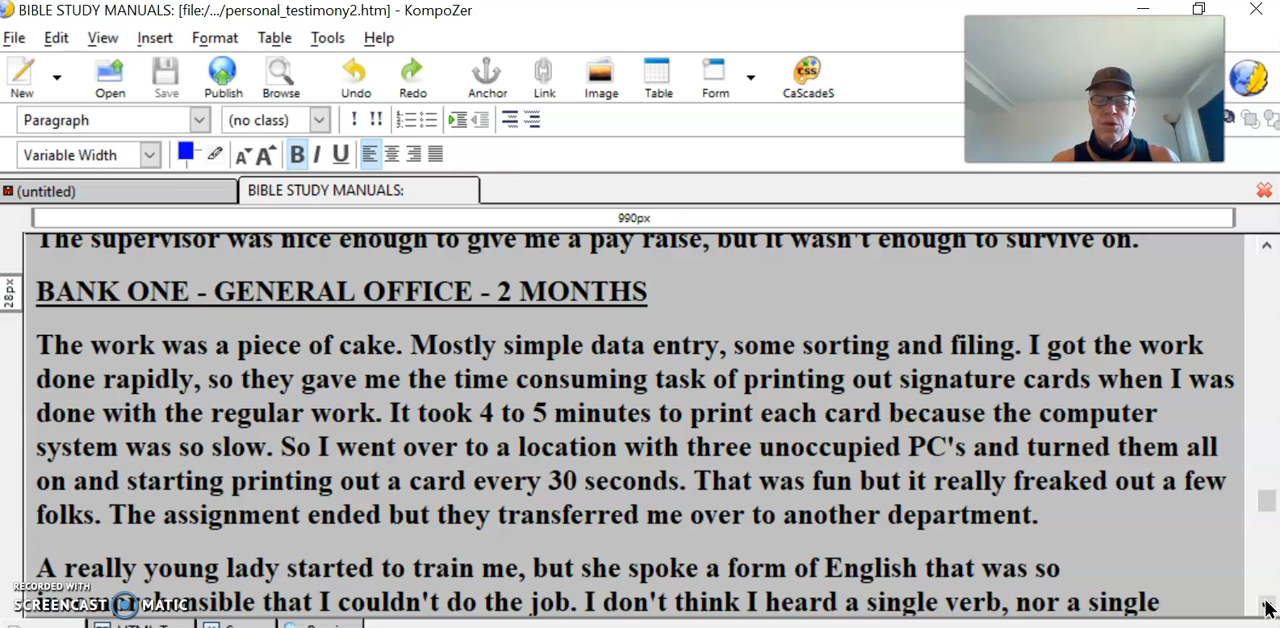 BIBLE STUDY MANUALS: [file:/.../personal_testimony2.htm] - KompoZer
File Edit View Insert Format Table Tools Help
New Open Save Publish Browse Undo Redo Anchor Link Image Table Form CaScadeS
Paragraph (no class)
Variable Width
(untitled) BIBLE STUDY MANUALS:
990px
The supervisor was nice enough to give me a pay raise, but it wasn't enough to survive on.
28px
BANK ONE - GENERAL OFFICE - 2 MONTHS
The work was a piece of cake. Mostly simple data entry, some sorting and filing. I got the work
done rapidly, so they gave me the time consuming task of printing out signature cards when I was
done with the regular work. It took 4 to 5 minutes to print each card because the computer
system was so slow. So I went over to a location with three unoccupied PC's and turned them all
on and starting printing out a card every 30 seconds. That was fun but it really freaked out a few
folks. The assignment ended but they transferred me over to another department.
A really young lady started to train me, but she spoke a form of English that was so
that I couldn't do the job. I don't think I heard a single verb, nor a single
RECORDED WITH
SCREENCAST MATIC